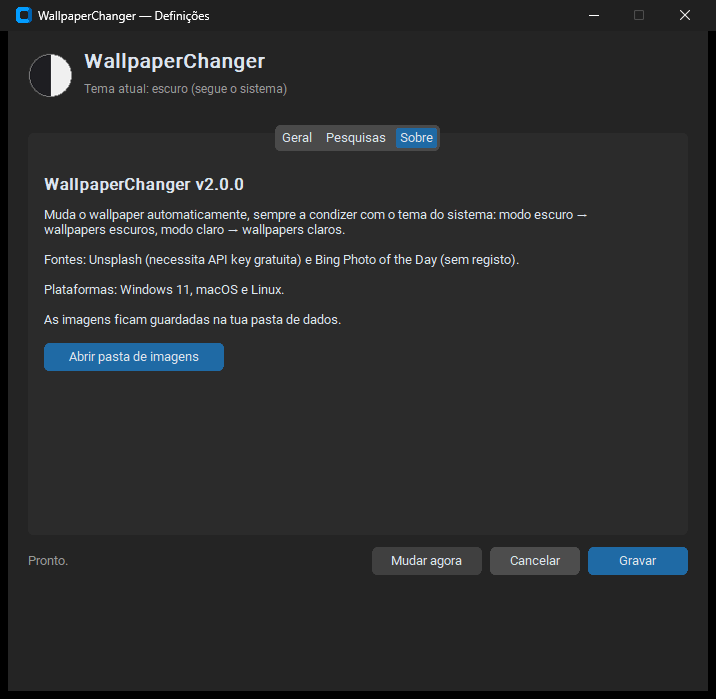 WallpaperChanger — Definições
WallpaperChanger
Tema atual: escuro (segue o sistema)
Geral Pesquisas Sobre
WallpaperChanger v2.0.0
Muda o wallpaper automaticamente, sempre a condizer com o tema do sistema: modo escuro →
wallpapers escuros, modo claro → wallpapers claros.
Fontes: Unsplash (necessita API key gratuita) e Bing Photo of the Day (sem registo).
Plataformas: Windows 11, macOS e Linux.
As imagens ficam guardadas na tua pasta de dados.
Abrir pasta de imagens
Pronto. Mudar agora Cancelar Gravar